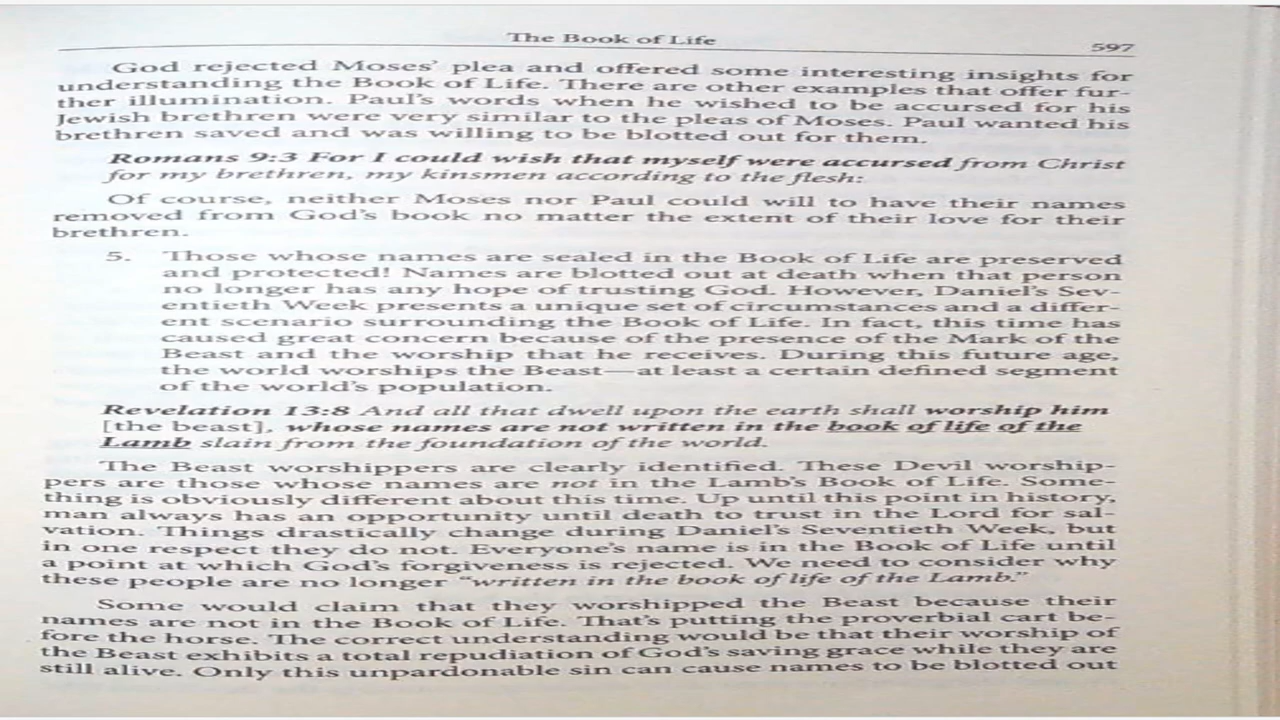 The Book of Life
597
God rejected Moses' plea and offered some interesting insights for
understanding the Book of Life. There are other examples that offer fur-
ther illumination. Paul's words when he wished to be accursed for his
Jewish brethren were very similar to the pleas of Moses. Paul wanted his
brethren saved and was willing to be blotted out for them.
Romans 9:3 For I could wish that myself were accursed from Christ
for my brethren, my kinsmen according to the flesh:
Of course, neither Moses nor Paul could will to have their names
removed from God's book no matter the extent of their love for their
brethren.
5. Those whose names are sealed in the Book of Life are preserved
and protected! Names are blotted out at death when that person
no longer has any hope of trusting God. However, Daniel's Sev-
entieth Week presents a unique set of circumstances and a differ-
ent scenario surrounding the Book of Life. In fact, this time has
caused great concern because of the presence of the Mark of the
Beast and the worship that he receives. During this future age,
the world worships the Beast—at least a certain defined segment
of the world's population.
Revelation 13:8 And all that dwell upon the earth shall worship him
[the beast], whose names are not written in the book of life of the
Lamb slain from the foundation of the world.
The Beast worshippers are clearly identified. These Devil worship-
pers are those whose names are not in the Lamb's Book of Life. Some-
thing is obviously different about this time. Up until this point in history,
man always has an opportunity until death to trust in the Lord for sal-
vation. Things drastically change during Daniel's Seventieth Week, but
in one respect they do not. Everyone's name is in the Book of Life until
a point at which God's forgiveness is rejected. We need to consider why
these people are no longer "written in the book of life of the Lamb."
Some would claim that they worshipped the Beast because their
names are not in the Book of Life. That's putting the proverbial cart be-
fore the horse. The correct understanding would be that their worship of
the Beast exhibits a total repudiation of God's saving grace while they are
still alive. Only this unpardonable sin can cause names to be blotted out